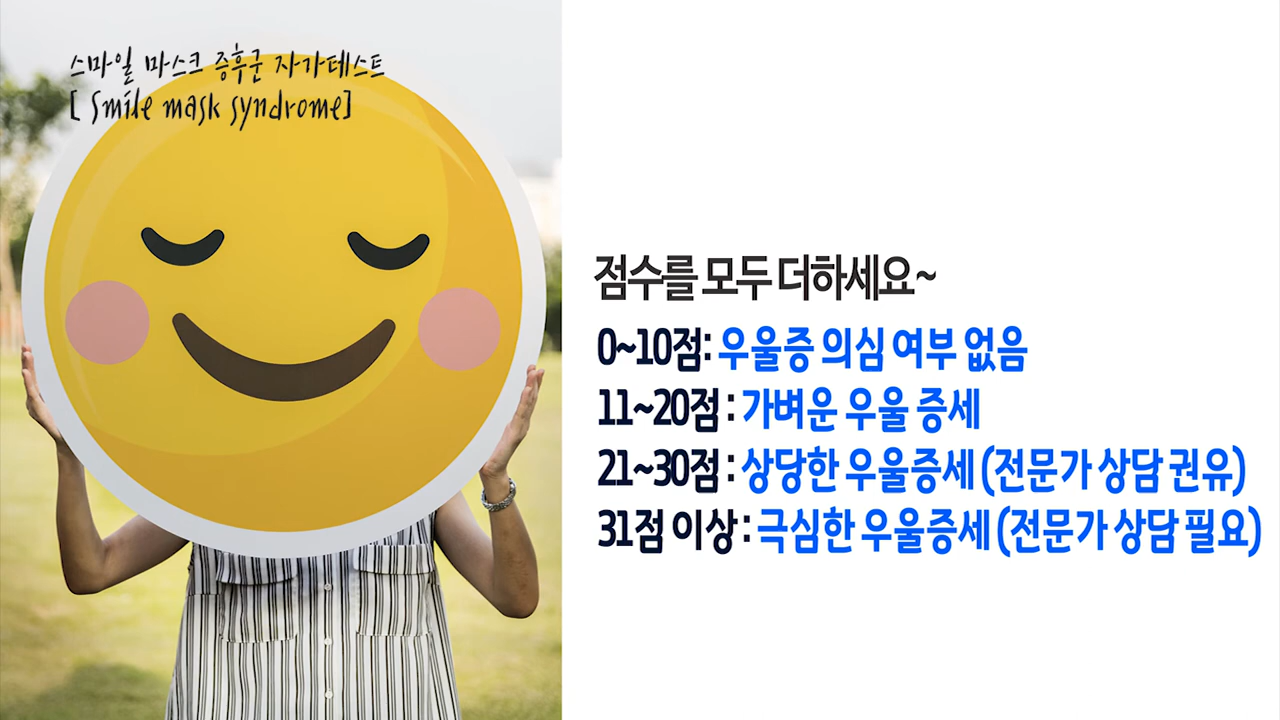 스마일 마스크 증후군 자가테스트
[ Smile mask syndrome]
점수를 모두 더하세요~
0~10점: 우울증 의심 여부 없음
11~20점 : 가벼운 우울 증세
21~30점 : 상당한 우울증세 (전문가 상담 권유)
31점 이상 : 극심한 우울증세 (전문가 상담 필요)